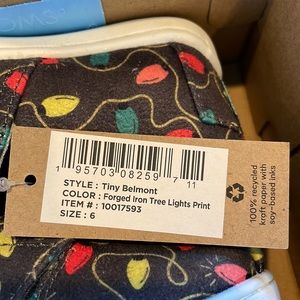 TOMS
1 95703 08259 7 11
STYLE : Tiny Belmont
COLOR : Forged Iron Tree Lights Print
ITEM # : 10017593
SIZE : 6
100% recycled
kraft paper with
soy-based inks